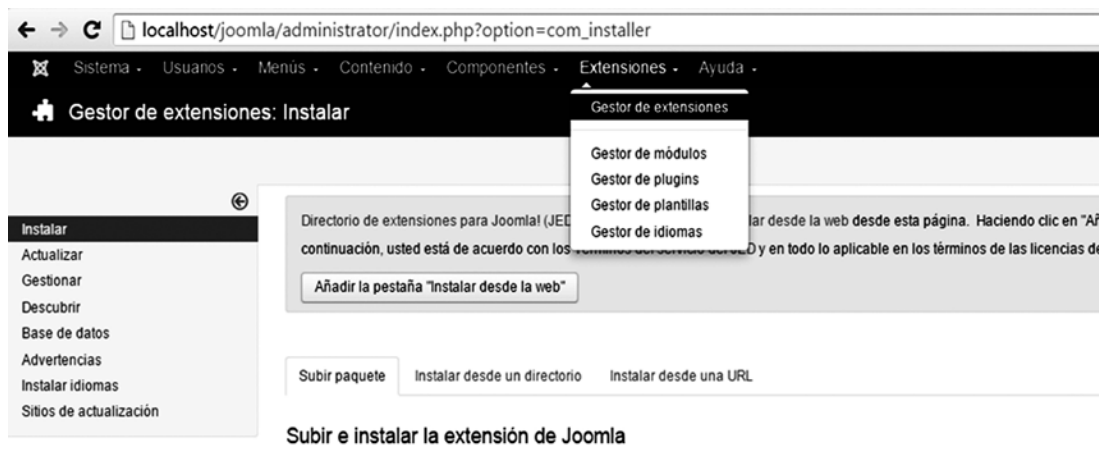 localhost/joomla/administrator/index.php?option=com_installer
Sistema Usuarios Menús Contenido Componentes Extensiones Ayuda
Gestor de extensiones: Instalar
Gestor de extensiones
Gestor de módulos
Gestor de plugins
Gestor de plantillas
Gestor de idiomas
Instalar
Actualizar
Gestionar
Descubrir
Base de datos
Advertencias
Instalar idiomas
Sitios de actualización
Directorio de extensiones para Joomla! (JED desde la web desde esta página. Haciendo clic en "Añ
continuación, usted está de acuerdo con los y en todo lo aplicable en los términos de las licencias de
Añadir la pestaña "Instalar desde la web"
Subir paquete Instalar desde un directorio Instalar desde una URL
Subir e instalar la extensión de Joomla